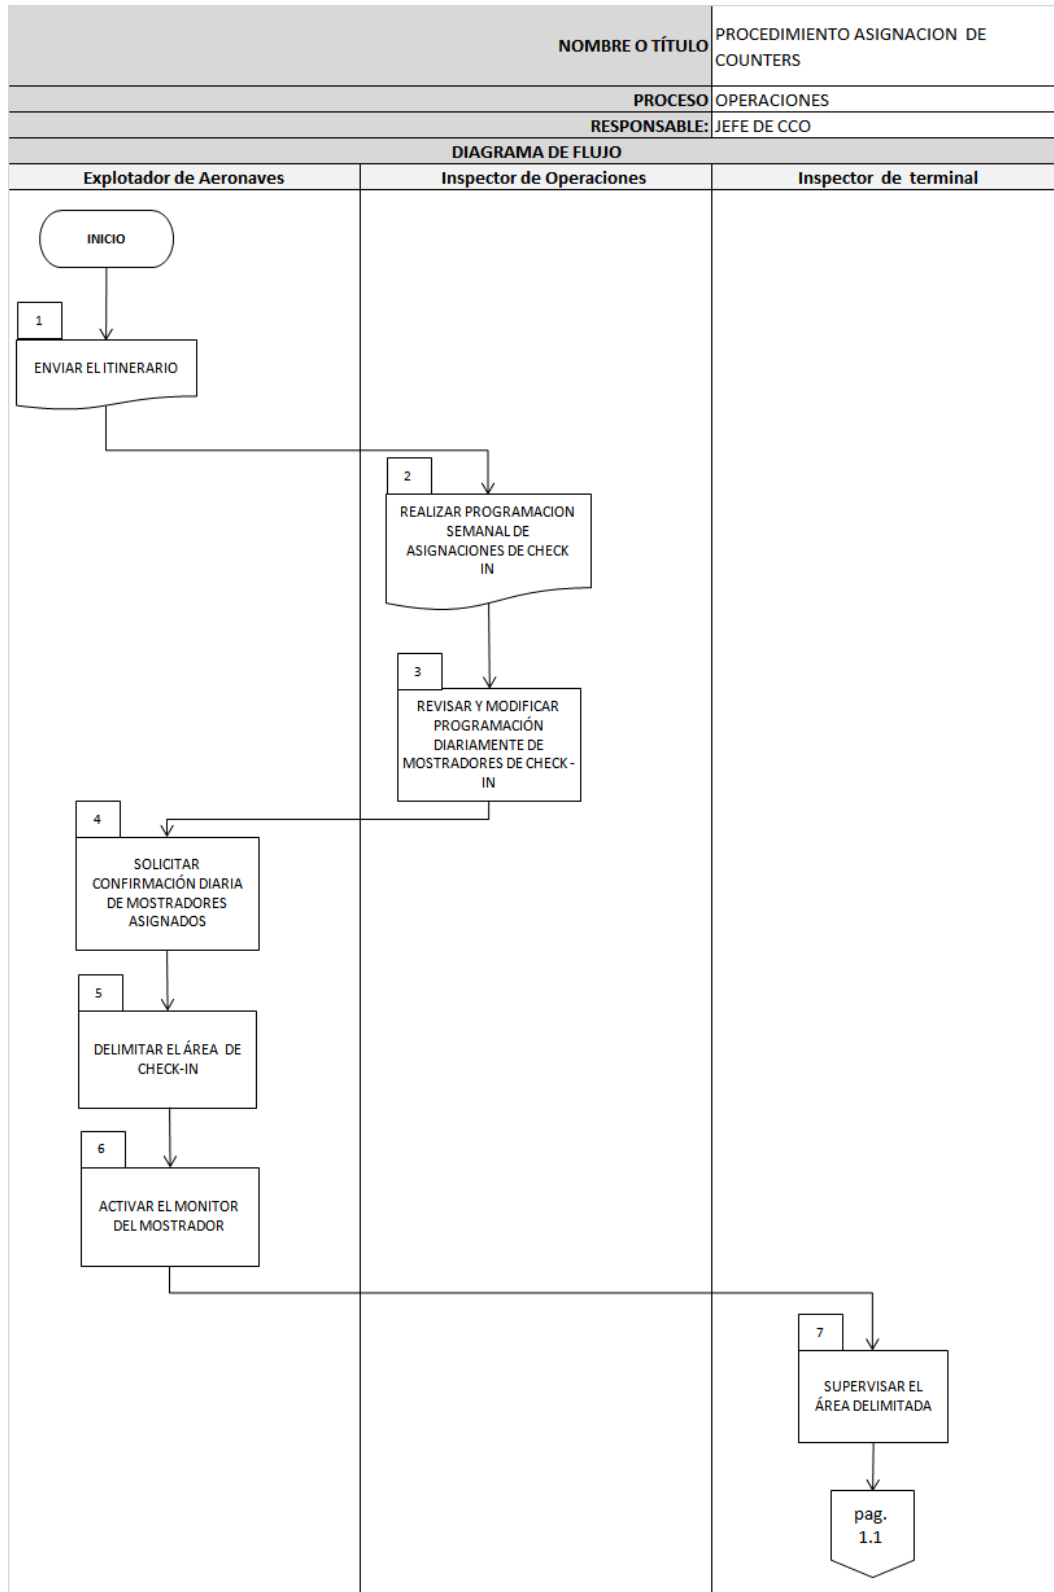 NOMBRE O TÍTULO
PROCEDIMIENTO ASIGNACION DE
COUNTERS
PROCESO
OPERACIONES
RESPONSABLE:
JEFE DE CCO
DIAGRAMA DE FLUJO
Explotador de Aeronaves
Inspector de Operaciones
Inspector de terminal
INICIO
1
ENVIAR EL ITINERARIO
2
REALIZAR PROGRAMACION
SEMANAL DE
ASIGNACIONES DE CHECK
IN
3
REVISAR Y MODIFICAR
PROGRAMACIÓN
DIARIAMENTE DE
MOSTRADORES DE CHECK-
IN
4
SOLICITAR
CONFIRMACIÓN DIARIA
DE MOSTRADORES
ASIGNADOS
5
DELIMITAR EL ÁREA DE
CHECK-IN
6
ACTIVAR EL MONITOR
DEL MOSTRADOR
7
SUPERVISAR EL
ÁREA DELIMITADA
pag.
1.1